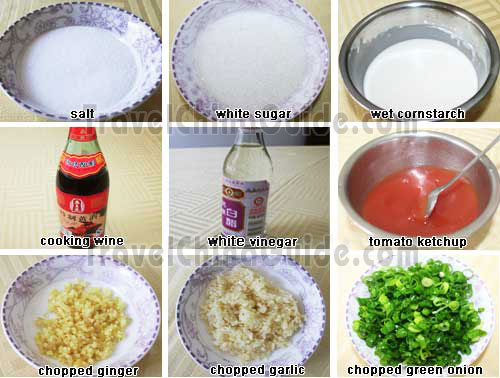 salt
white sugar
wet cornstarch
TravelChinaGuide.com
cooking wine
white vinegar
tomato ketchup
TravelChinaGuide.com
chopped ginger
chopped garlic
chopped green onion